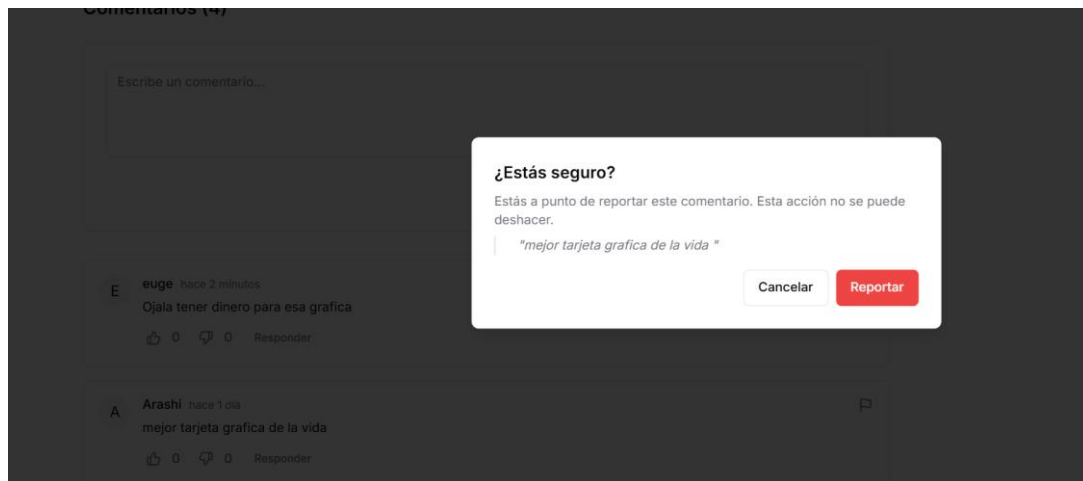 Comentarios (4)
Escribe un comentario...
¿Estás seguro?
Estás a punto de reportar este comentario. Esta acción no se puede
deshacer.
"mejor tarjeta grafica de la vida "
Cancelar Reportar
E euge hace 2 minutos
Ojala tener dinero para esa grafica
0 0 Responder
A Arashi hace 1 día
mejor tarjeta grafica de la vida
0 0 Responder